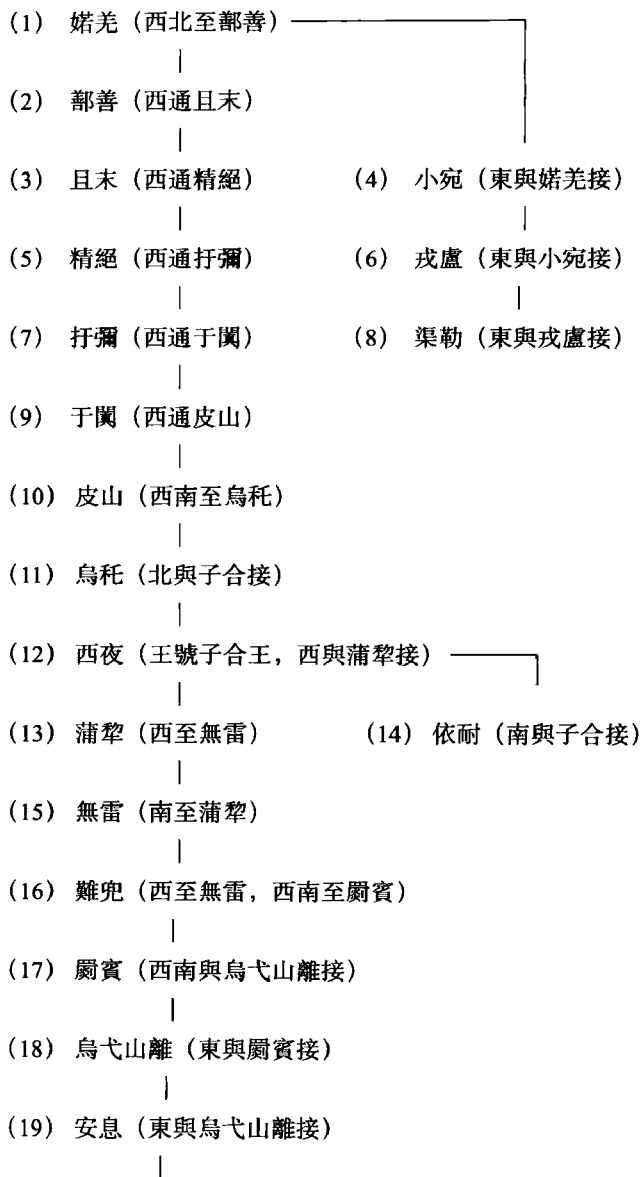 (1) 婼羌（西北至鄯善）
(2) 鄯善（西通且末）
(3) 且末（西通精絕） (4) 小宛（東與婼羌接）
(5) 精絕（西通扜彌） (6) 戎盧（東與小宛接）
(7) 扜彌（西通于闐） (8) 渠勒（東與戎盧接）
(9) 于闐（西通皮山）
(10) 皮山（西南至烏秅）
(11) 烏秅（北與子合接）
(12) 西夜（王號子合王，西與蒲犂接）
(13) 蒲犂（西至無雷） (14) 依耐（南與子合接）
(15) 無雷（南至蒲犂）
(16) 難兜（西至無雷，西南至罽賓）
(17) 罽賓（西南與烏弋山離接）
(18) 烏弋山離（東與罽賓接）
(19) 安息（東與烏弋山離接）